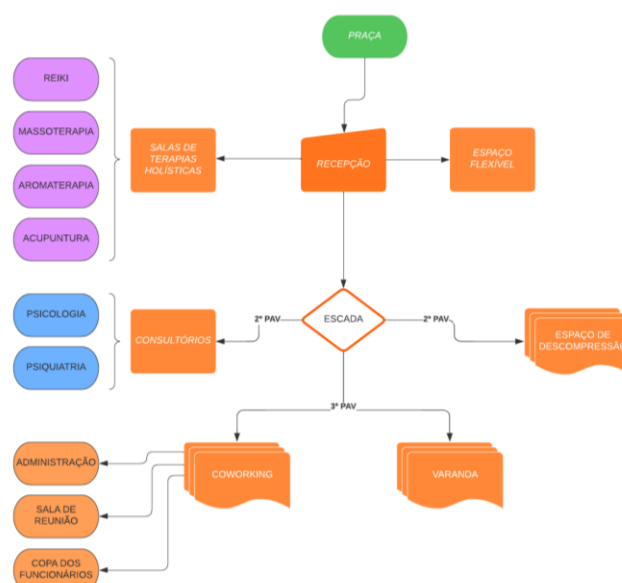 PRAÇA
REIKI
MASSOTERAPIA
AROMATERAPIA
ACUPUNTURA
SALAS DE
TERAPIAS
HOLÍSTICAS
RECEPÇÃO
ESPAÇO
FLEXÍVEL
PSICOLOGIA
PSIQUIATRIA
CONSULTÓRIOS
2º PAV
ESCADA
2º PAV
ESPAÇO DE
DESCOMPRESSÃO
3º PAV
ADMINISTRAÇÃO
SALA DE
REUNIÃO
COPA DOS
FUNCIONÁRIOS
COWORKING
VARANDA